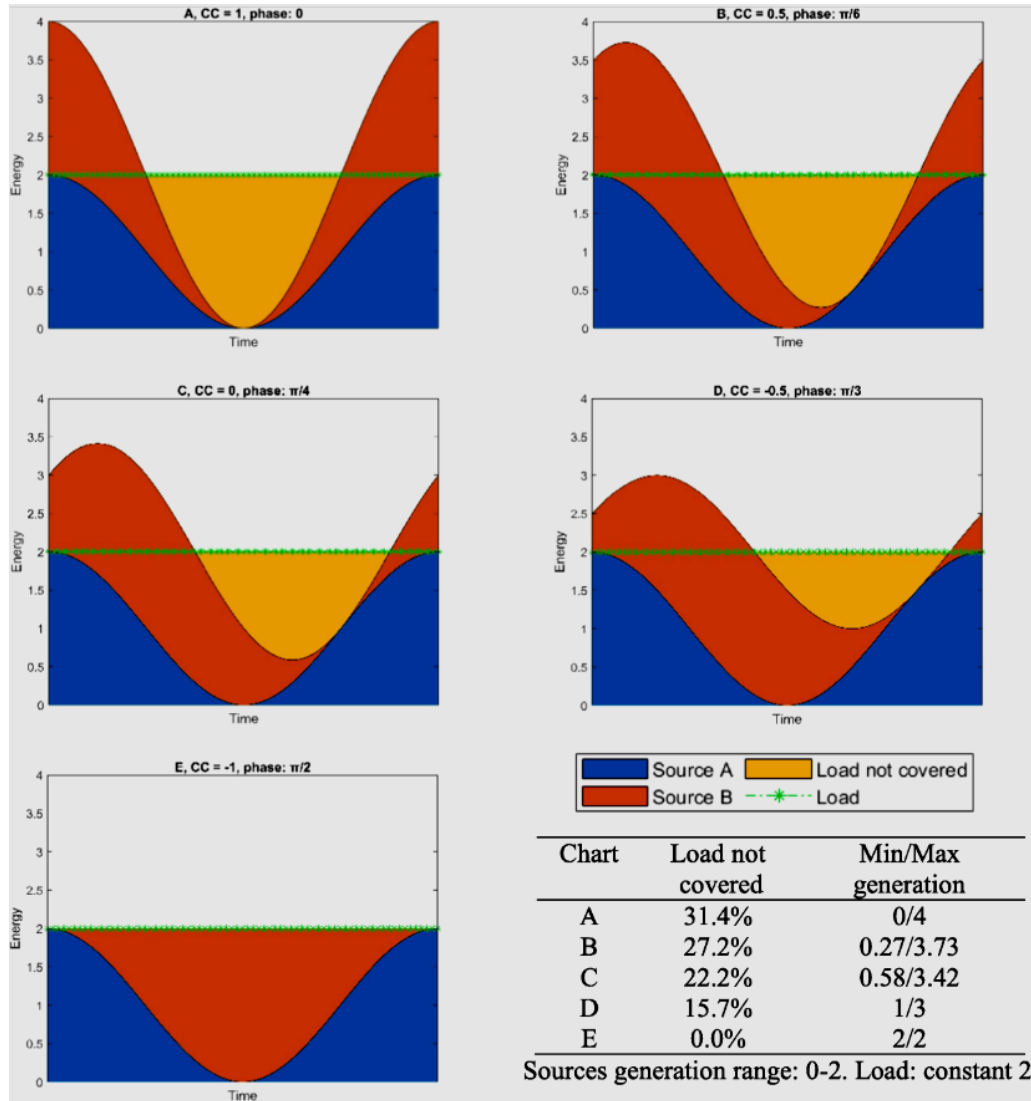 A, CC = 1, phase: 0
4
3.5
3
2.5
2
1.5
1
0.5
0
Energy
Time
B, CC = 0.5, phase: π/6
4
3.5
3
2.5
2
1.5
1
0.5
0
Energy
Time
C, CC = 0, phase: π/4
4
3.5
3
2.5
2
1.5
1
0.5
0
Energy
Time
D, CC = -0.5, phase: π/3
4
3.5
3
2.5
2
1.5
1
0.5
0
Energy
Time
E, CC = -1, phase: π/2
4
3.5
3
2.5
2
1.5
1
0.5
0
Energy
Time
Source A Load not covered
Source B Load
Chart Load not Min/Max
covered generation
A 31.4% 0/4
B 27.2% 0.27/3.73
C 22.2% 0.58/3.42
D 15.7% 1/3
E 0.0% 2/2
Sources generation range: 0-2. Load: constant 2